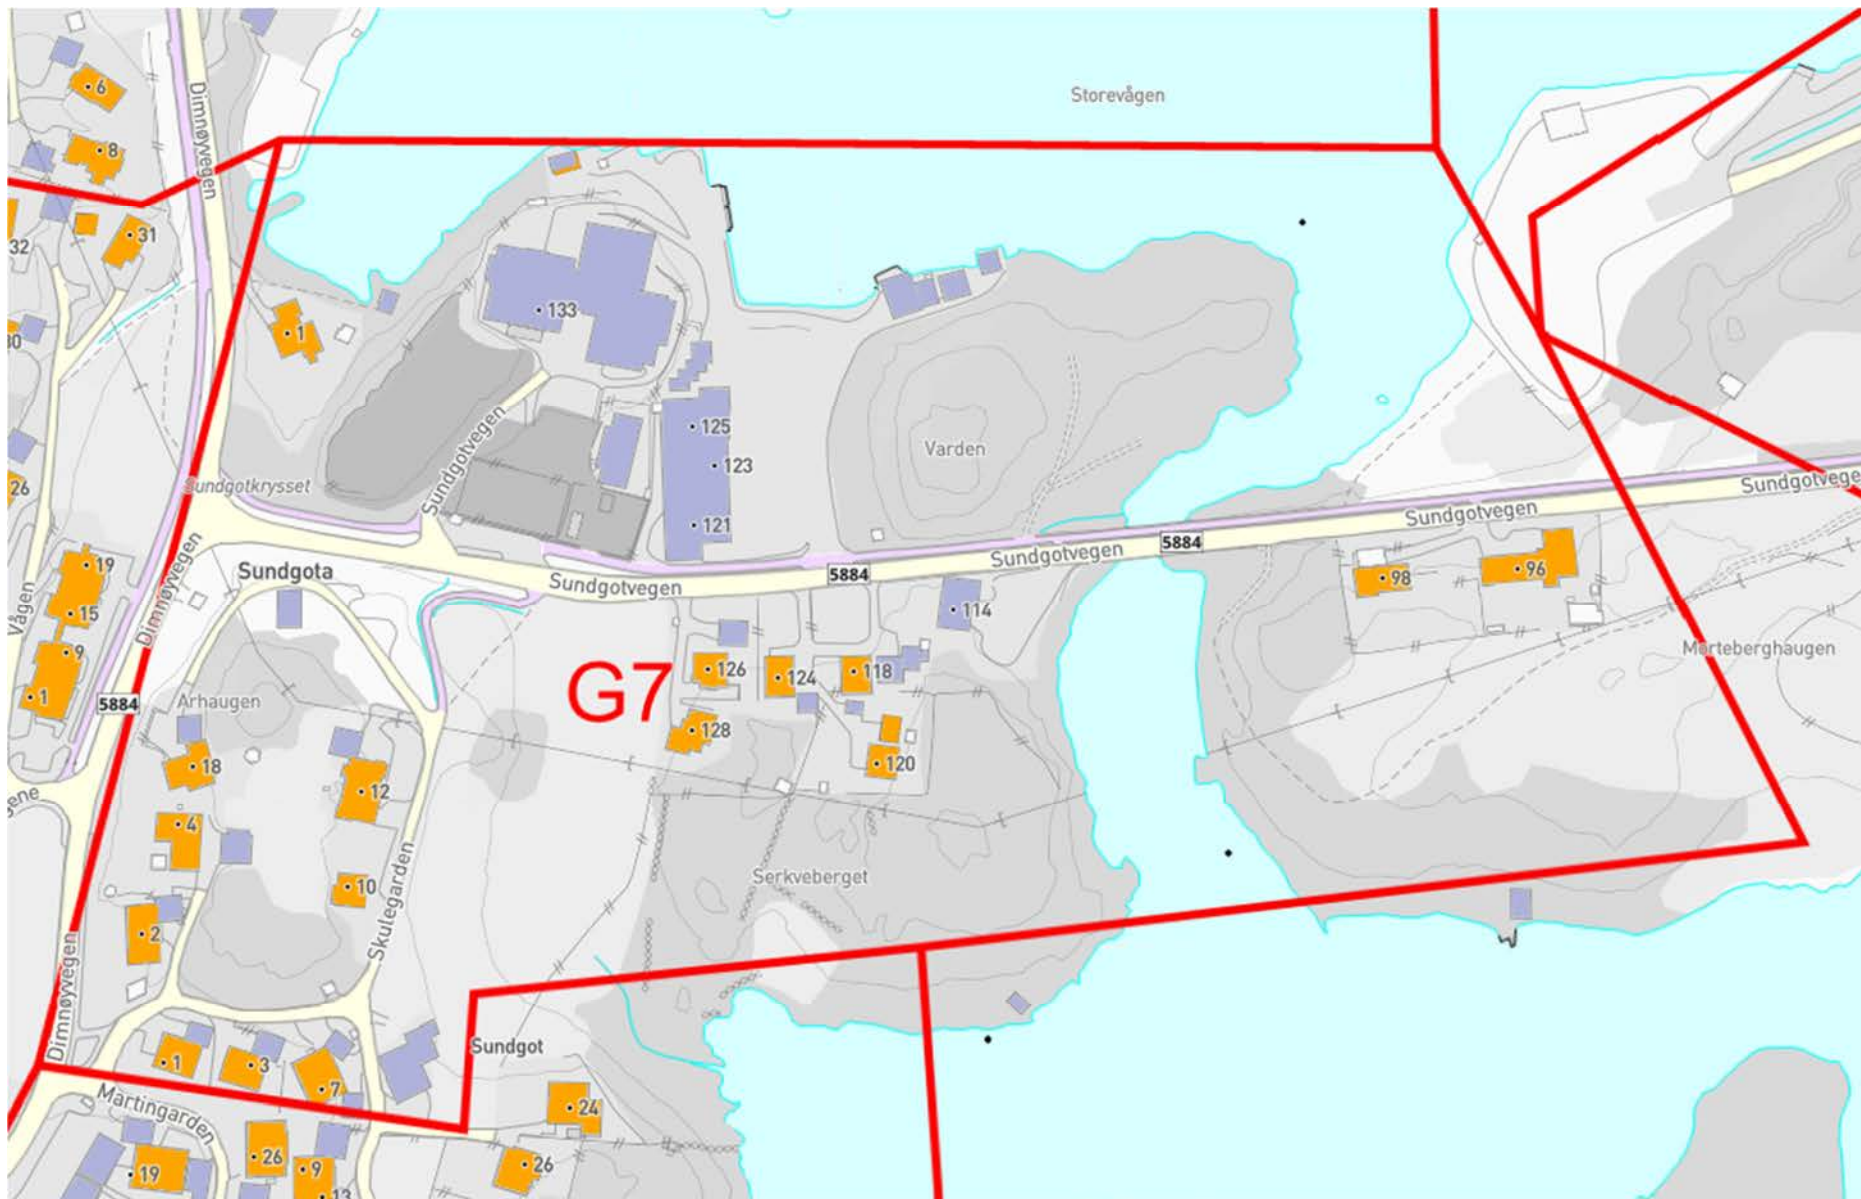 Storevågen
Dimnøyvegen
6
8
31
32
1
133
125
123
121
Varden
26
Sundgotkrysset
Sundgotvegen
Sundgotvegen
Sundgotvegen
Sundgotvegen
5884
5884
19
15
9
1
Vågen
Dimnøyvegen
Sundgota
98
96
114
G7
126
124
118
128
120
Morteberghaugen
5884
Arhaugen
18
12
4
10
2
Skulegarden
Serkveberget
Dimnøyvegen
Sundgot
1
3
7
24
Martingarden
19
26
9
13
26